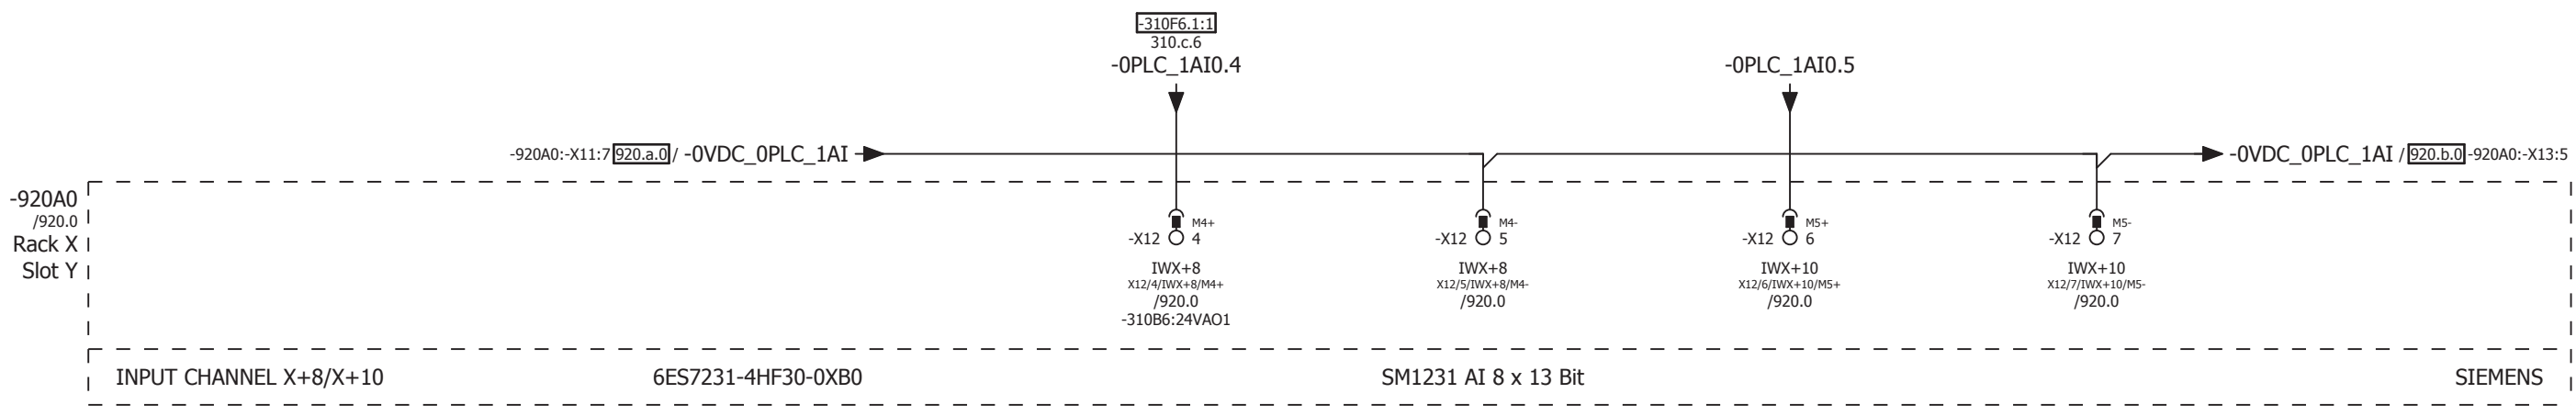 -310F6.1:1
310.c.6
-0PLC_1AI0.4
-0PLC_1AI0.5
-920A0:-X11:7 920.a.0 / -0VDC_0PLC_1AI
-0VDC_0PLC_1AI / 920.b.0 -920A0:-X13:5
-920A0
/920.0
Rack X
Slot Y
M4+
-X12 4
IWX+8
X12/4/IWX+8/M4+
/920.0
-310B6:24VAO1
M4-
-X12 5
IWX+8
X12/5/IWX+8/M4-
/920.0
M5+
-X12 6
IWX+10
X12/6/IWX+10/M5+
/920.0
M5-
-X12 7
IWX+10
X12/7/IWX+10/M5-
/920.0
INPUT CHANNEL X+8/X+10 6ES7231-4HF30-0XB0 SM1231 AI 8 x 13 Bit SIEMENS